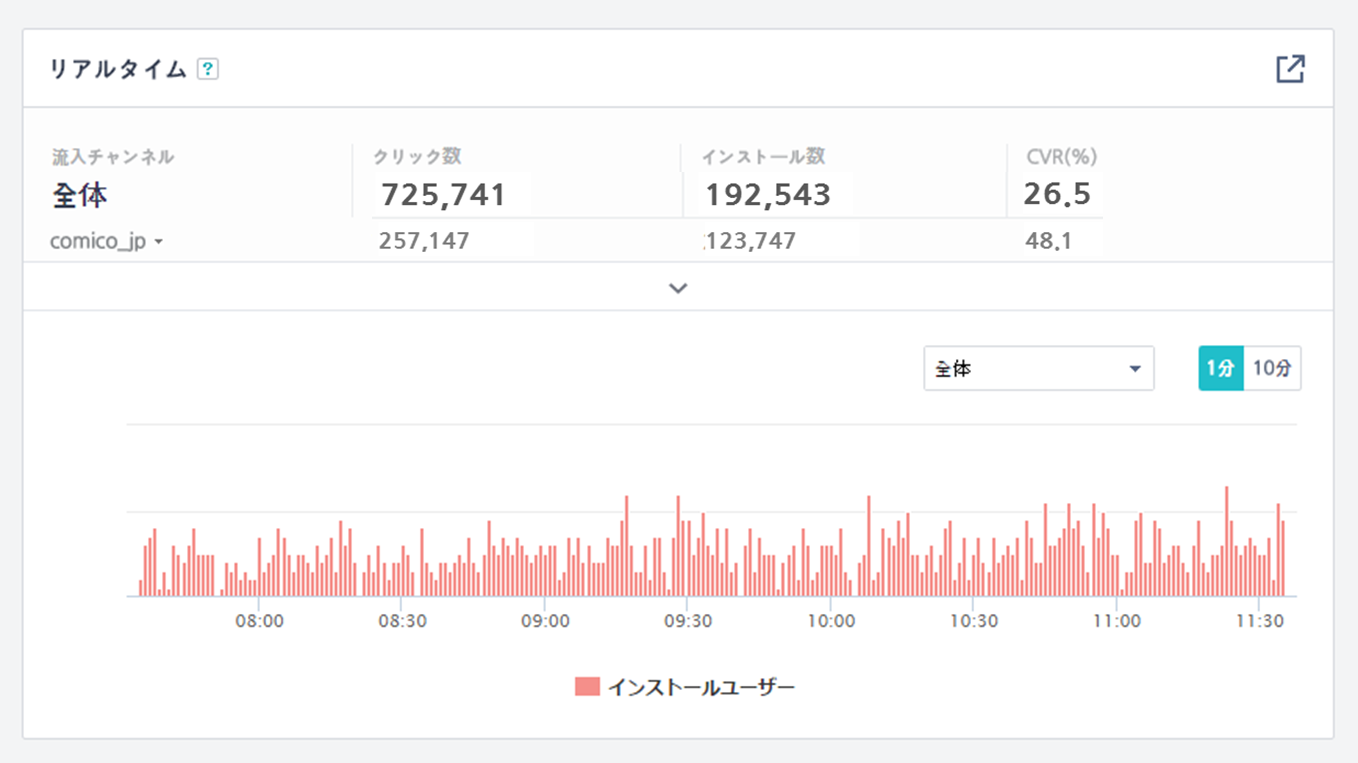 リアルタイム ?
流入チャンネル クリック数 インストール数 CVR(%)
全体 725,741 192,543 26.5
comico_jp 257,147 123,747 48.1
全体 1分 10分
08:00 08:30 09:00 09:30 10:00 10:30 11:00 11:30
インストールユーザー